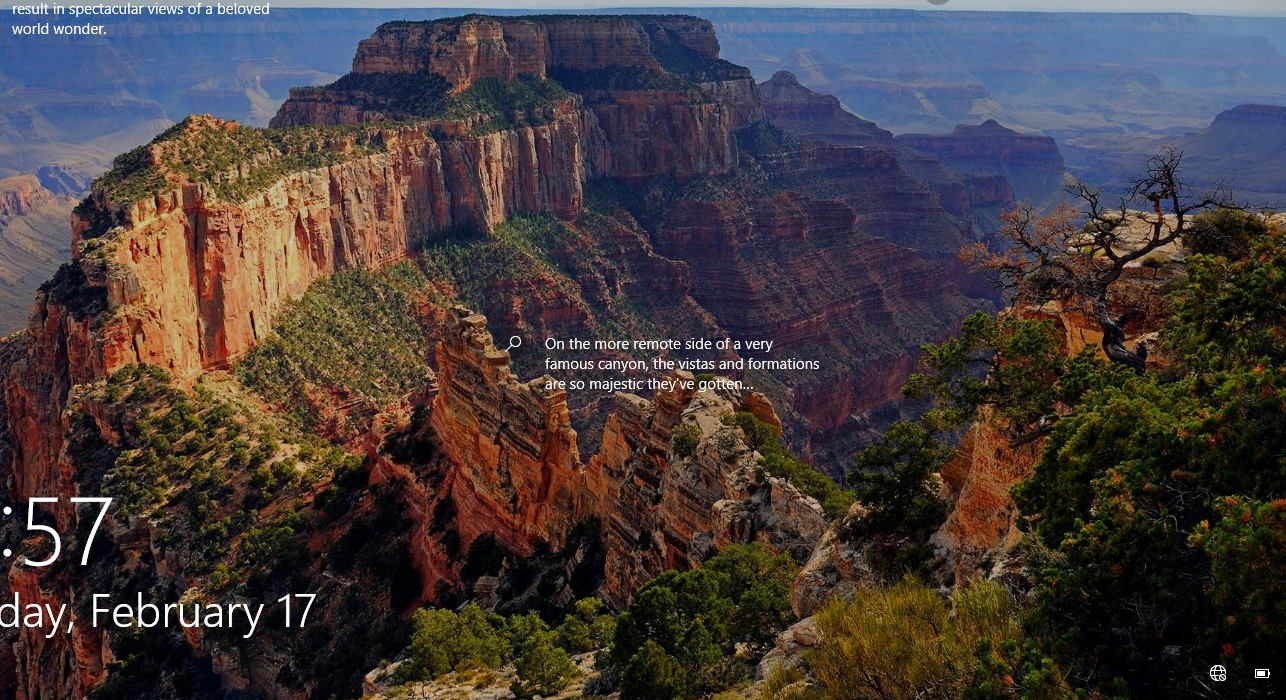 result in spectacular views of a beloved
world wonder.
On the more remote side of a very
famous canyon, the vistas and formations
are so majestic they've gotten...
:57
day, February 17